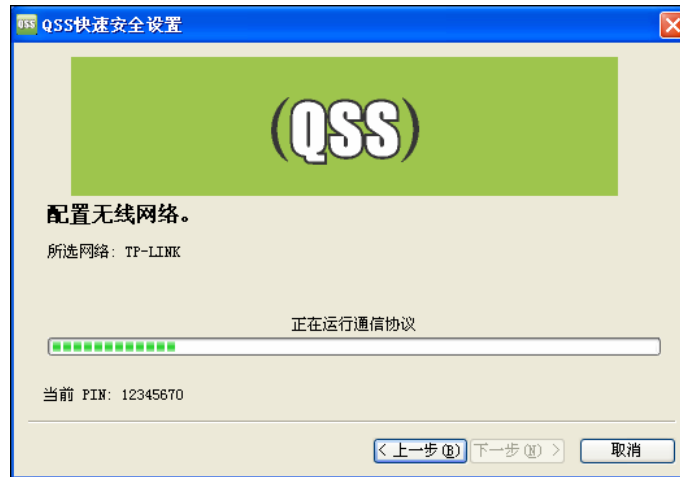 QSS QSS快速安全设置
(QSS)
配置无线网络。
所选网络: TP-LINK
正在运行通信协议
当前 PIN: 12345670
< 上一步(B) 下一步(N) > 取消